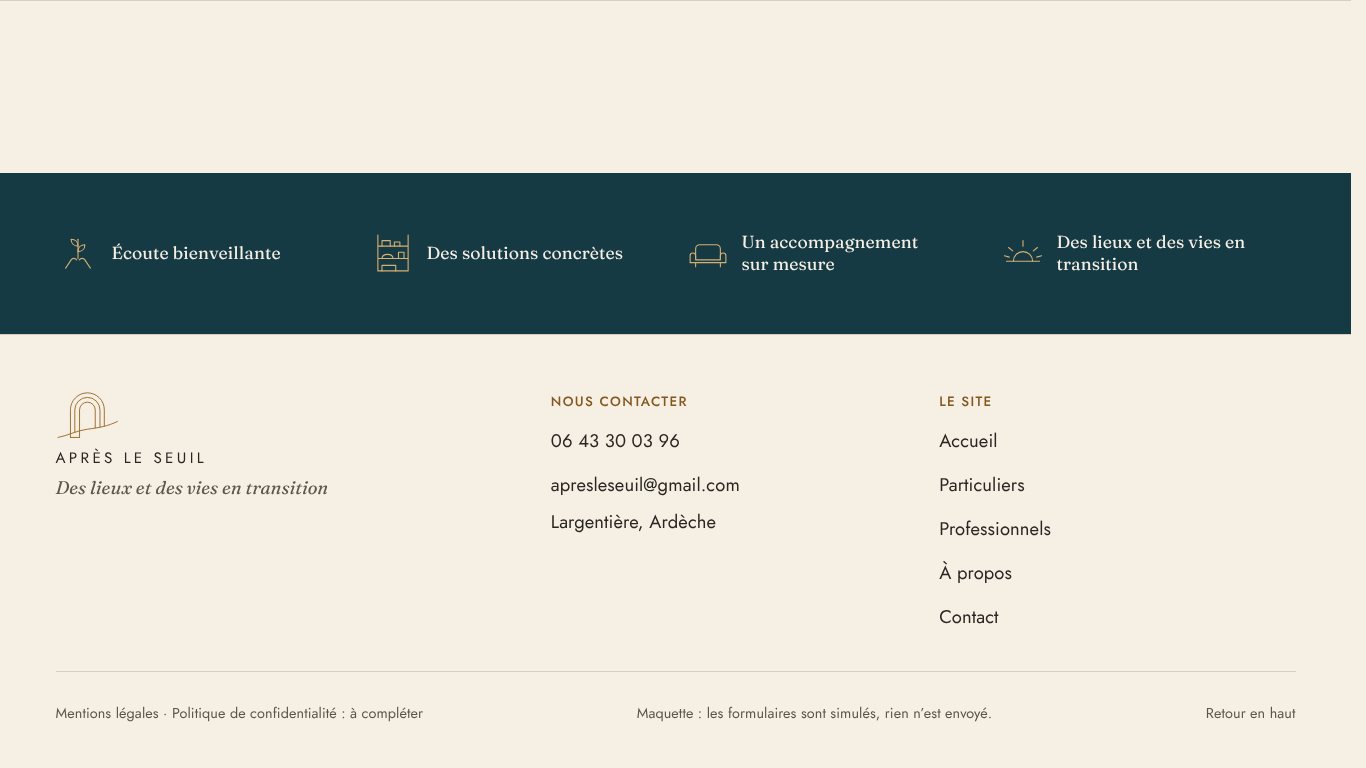 Écoute bienveillante
Des solutions concrètes
Un accompagnement
sur mesure
Des lieux et des vies en
transition
APRÈS LE SEUIL
Des lieux et des vies en transition
NOUS CONTACTER
06 43 30 03 96
apresleseuil@gmail.com
Largentière, Ardèche
LE SITE
Accueil
Particuliers
Professionnels
À propos
Contact
Mentions légales · Politique de confidentialité : à compléter
Maquette : les formulaires sont simulés, rien n’est envoyé.
Retour en haut